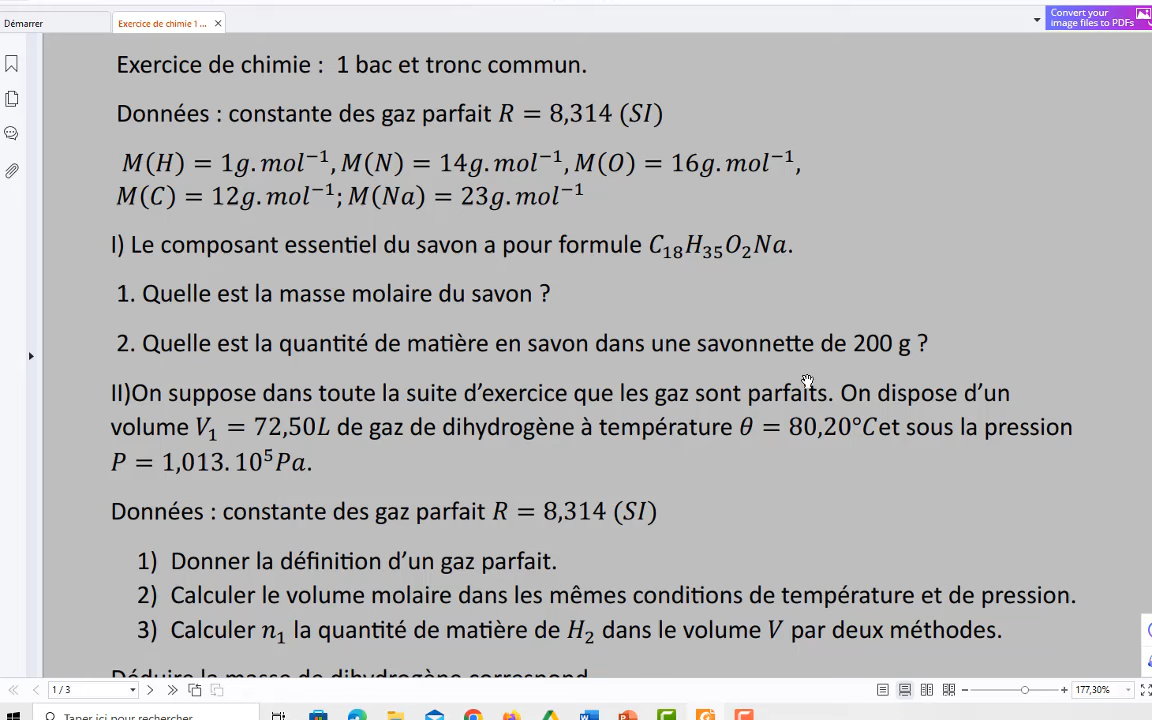 Démarrer
Exercice de chimie 1 ... ×
Convert your
image files to PDFs
Exercice de chimie : 1 bac et tronc commun.
Données : constante des gaz parfait R = 8,314 (SI)
M(H) = 1g.mol⁻¹, M(N) = 14g.mol⁻¹, M(O) = 16g.mol⁻¹,
M(C) = 12g.mol⁻¹; M(Na) = 23g.mol⁻¹
I) Le composant essentiel du savon a pour formule C₁₈H₃₅O₂Na.
1. Quelle est la masse molaire du savon ?
2. Quelle est la quantité de matière en savon dans une savonnette de 200 g ?
II)On suppose dans toute la suite d’exercice que les gaz sont parfaits. On dispose d’un
volume V₁ = 72,50L de gaz de dihydrogène à température θ = 80,20°Cet sous la pression
P = 1,013. 10⁵Pa.
Données : constante des gaz parfait R = 8,314 (SI)
1) Donner la définition d’un gaz parfait.
2) Calculer le volume molaire dans les mêmes conditions de température et de pression.
3) Calculer n₁ la quantité de matière de H₂ dans le volume V par deux méthodes.
Déduire la masse de dihydrogène correspond
1 / 3
177,30%
Taper ici pour rechercher